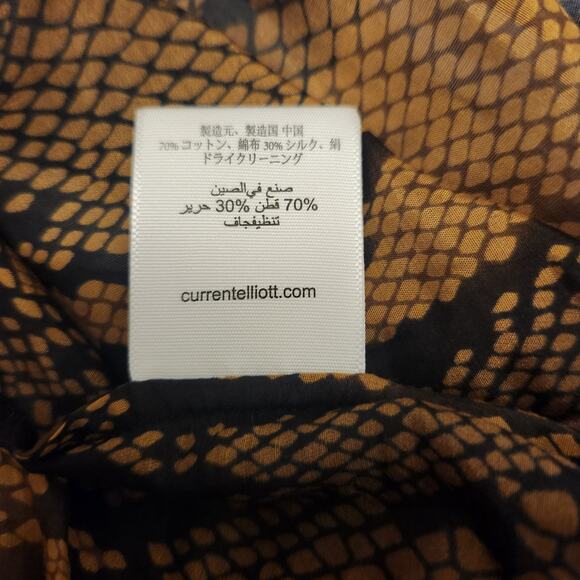 製造元、製造国 中国
70% コットン、綿布 30% シルク、絹
ドライクリーニング
صنع في الصين
70% قطن 30% حرير
تنظيفجاف
currentelliott.com